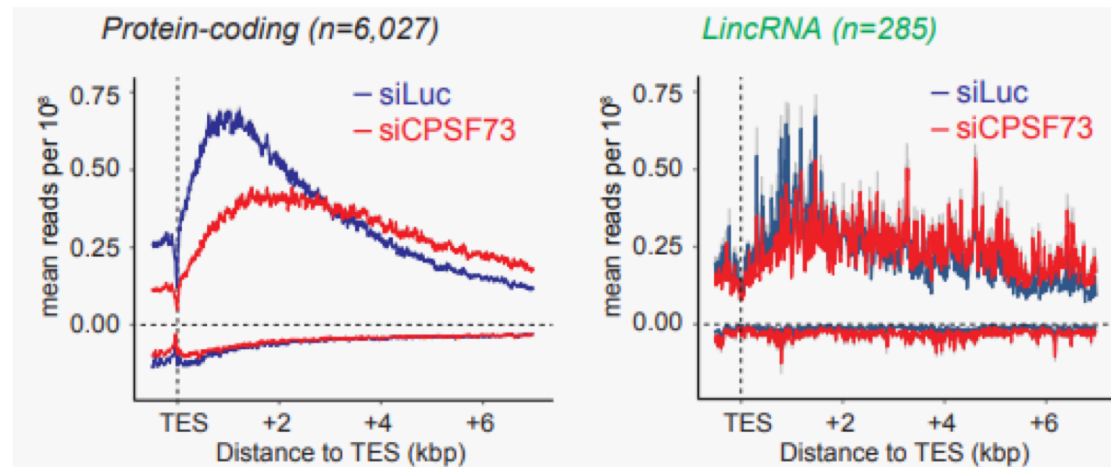 Protein-coding (n=6,027)
mean reads per 10⁶
0.75
0.50
0.25
0.00
siLuc
siCPSF73
TES
+2
+4
+6
Distance to TES (kbp)
LincRNA (n=285)
mean reads per 10⁶
0.75
0.50
0.25
0.00
siLuc
siCPSF73
TES
+2
+4
+6
Distance to TES (kbp)